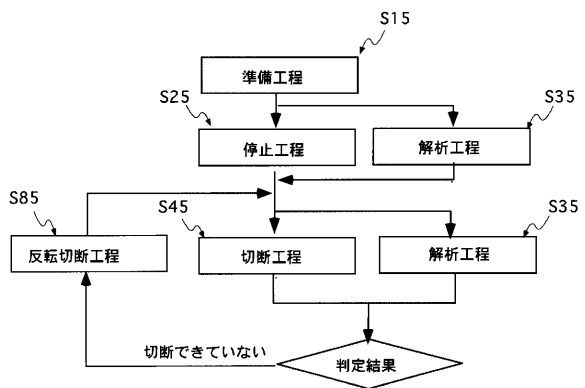 S15
準備工程
S25
停止工程
S35
解析工程
S85
反転切断工程
S45
切断工程
S35
解析工程
切断できていない
判定結果